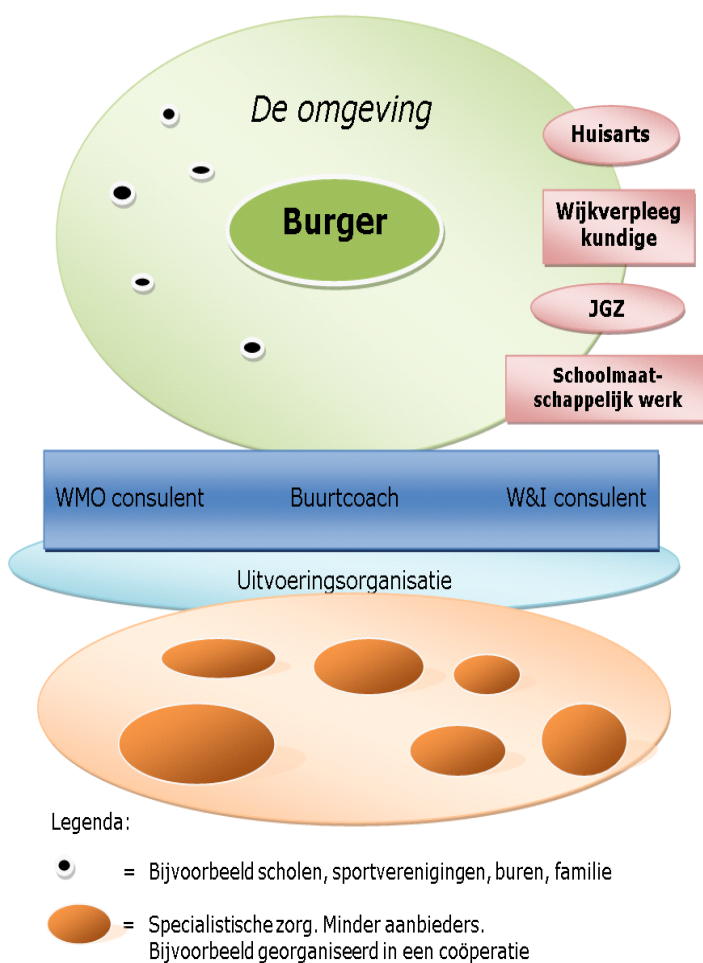 De omgeving
Huisarts
Burger
Wijkverpleeg
kundige
JGZ
Schoolmaat-
schappelijk werk
WMO consulent
Buurtcoach
W&I consulent
Uitvoeringsorganisatie
Legenda:
= Bijvoorbeeld scholen, sportverenigingen, buren, familie
= Specialistische zorg. Minder aanbieders.
Bijvoorbeeld georganiseerd in een coöperatie